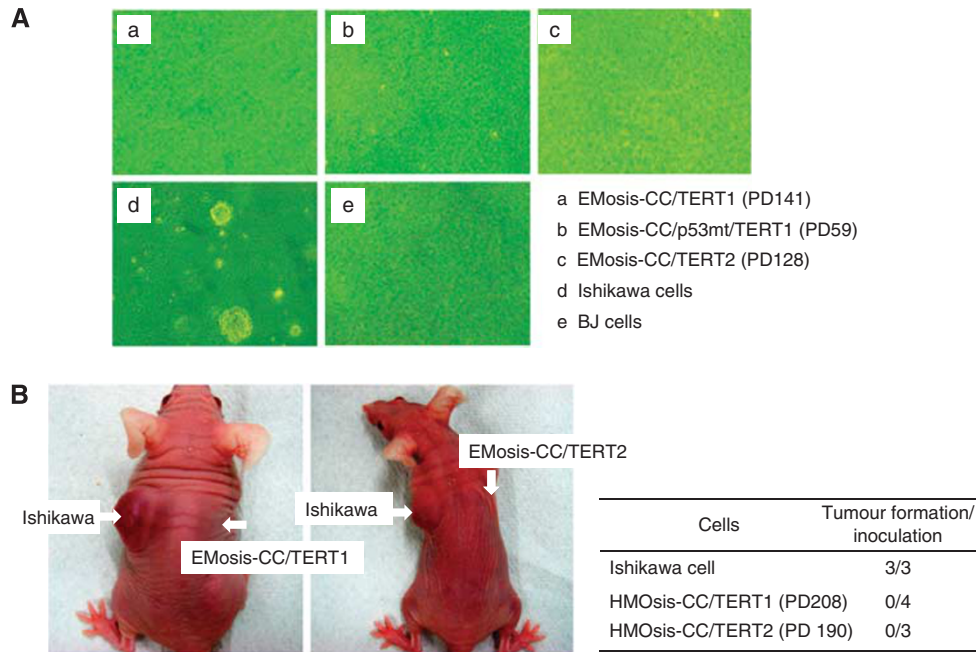 A
a
b
c
d
e
a EMosis-CC/TERT1 (PD141)
b EMosis-CC/p53mt/TERT1 (PD59)
c EMosis-CC/TERT2 (PD128)
d Ishikawa cells
e BJ cells
B
Ishikawa
EMosis-CC/TERT1
Ishikawa
EMosis-CC/TERT2
Cells Tumour formation/
inoculation
Ishikawa cell 3/3
HMOsis-CC/TERT1 (PD208) 0/4
HMOsis-CC/TERT2 (PD 190) 0/3